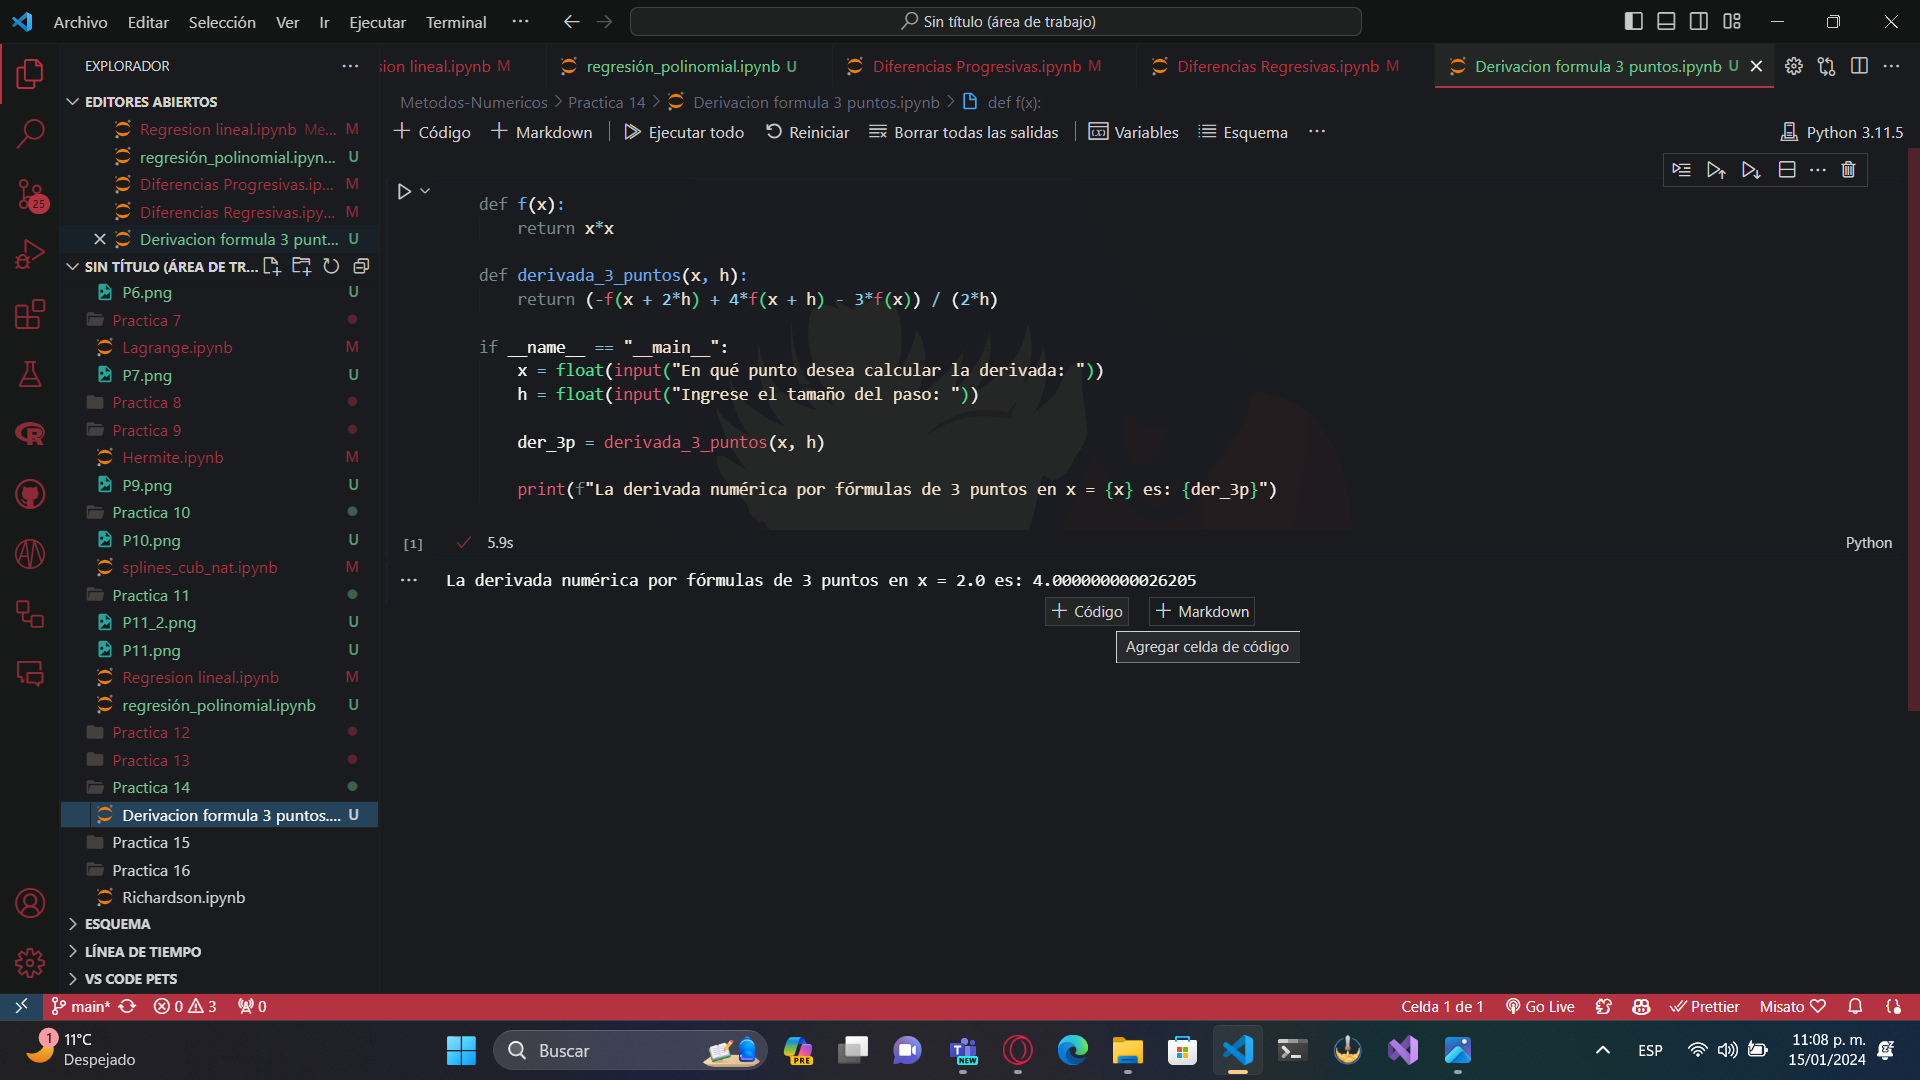 Archivo Editar Selección Ver Ir Ejecutar Terminal ··· Sin título (área de trabajo)
EXPLORADOR ···
sion lineal.ipynb M regresión_polinomial.ipynb U Diferencias Progresivas.ipynb M Diferencias Regresivas.ipynb M Derivacion formula 3 puntos.ipynb U
Metodos-Numericos > Practica 14 > Derivacion formula 3 puntos.ipynb > def f(x):
+ Código + Markdown Ejecutar todo Reiniciar Borrar todas las salidas Variables Esquema ··· Python 3.11.5
EDITORES ABIERTOS
Regresion lineal.ipynb Me... M
regresión_polinomial.ipyn... U
Diferencias Progresivas.ip... M
Diferencias Regresivas.ipy... M
Derivacion formula 3 punt... U
SIN TÍTULO (ÁREA DE TR...
P6.png U
Practica 7
Lagrange.ipynb M
P7.png U
Practica 8
Practica 9
Hermite.ipynb M
P9.png U
Practica 10
P10.png U
splines_cub_nat.ipynb M
Practica 11
P11_2.png U
P11.png U
Regresion lineal.ipynb M
regresión_polinomial.ipynb U
Practica 12
Practica 13
Practica 14
Derivacion formula 3 puntos.... U
Practica 15
Practica 16
Richardson.ipynb
ESQUEMA
LÍNEA DE TIEMPO
VS CODE PETS
25
def f(x):
return x*x
def derivada_3_puntos(x, h):
return (-f(x + 2*h) + 4*f(x + h) - 3*f(x)) / (2*h)
if __name__ == "__main__":
x = float(input("En qué punto desea calcular la derivada: "))
h = float(input("Ingrese el tamaño del paso: "))
der_3p = derivada_3_puntos(x, h)
print(f"La derivada numérica por fórmulas de 3 puntos en x = {x} es: {der_3p}")
[1] 5.9s Python
··· La derivada numérica por fórmulas de 3 puntos en x = 2.0 es: 4.000000000026205
+ Código + Markdown
Agregar celda de código
main* 0 3 0 Celda 1 de 1 Go Live Prettier Misato
1 11°C
Despejado
Buscar
PRE
NEW
ESP
11:08 p. m.
15/01/2024